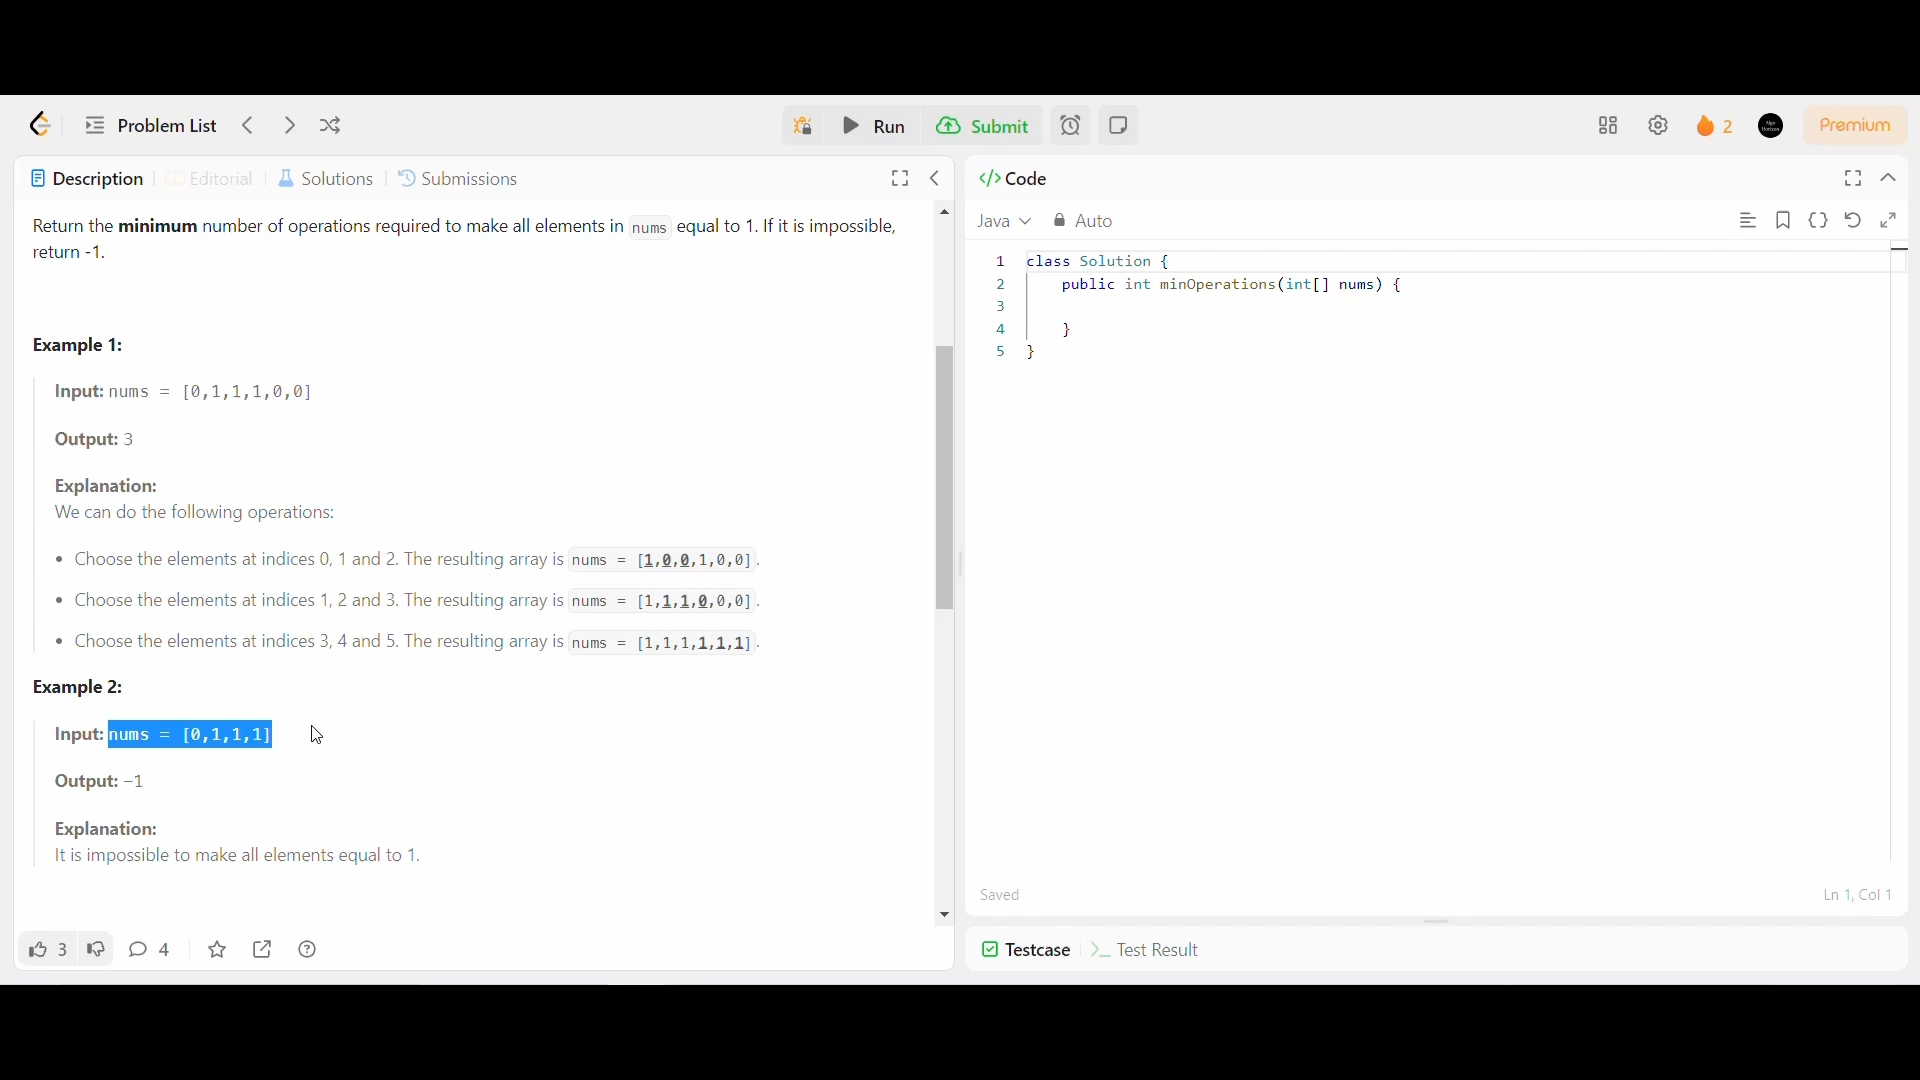 Problem List
Run
Submit
2
Premium
Description
Editorial
Solutions
Submissions
Return the minimum number of operations required to make all elements in nums equal to 1. If it is impossible,
return -1.
Example 1:
Input: nums = [0,1,1,1,0,0]
Output: 3
Explanation:
We can do the following operations:
• Choose the elements at indices 0, 1 and 2. The resulting array is nums = [1,0,0,1,0,0].
• Choose the elements at indices 1, 2 and 3. The resulting array is nums = [1,1,1,0,0,0].
• Choose the elements at indices 3, 4 and 5. The resulting array is nums = [1,1,1,1,1,1].
Example 2:
Input: nums = [0,1,1,1]
Output: -1
Explanation:
It is impossible to make all elements equal to 1.
3
4
</> Code
Java
Auto
1 class Solution {
2     public int minOperations(int[] nums) {
3
4     }
5 }
Saved
Ln 1, Col 1
Testcase
>_ Test Result